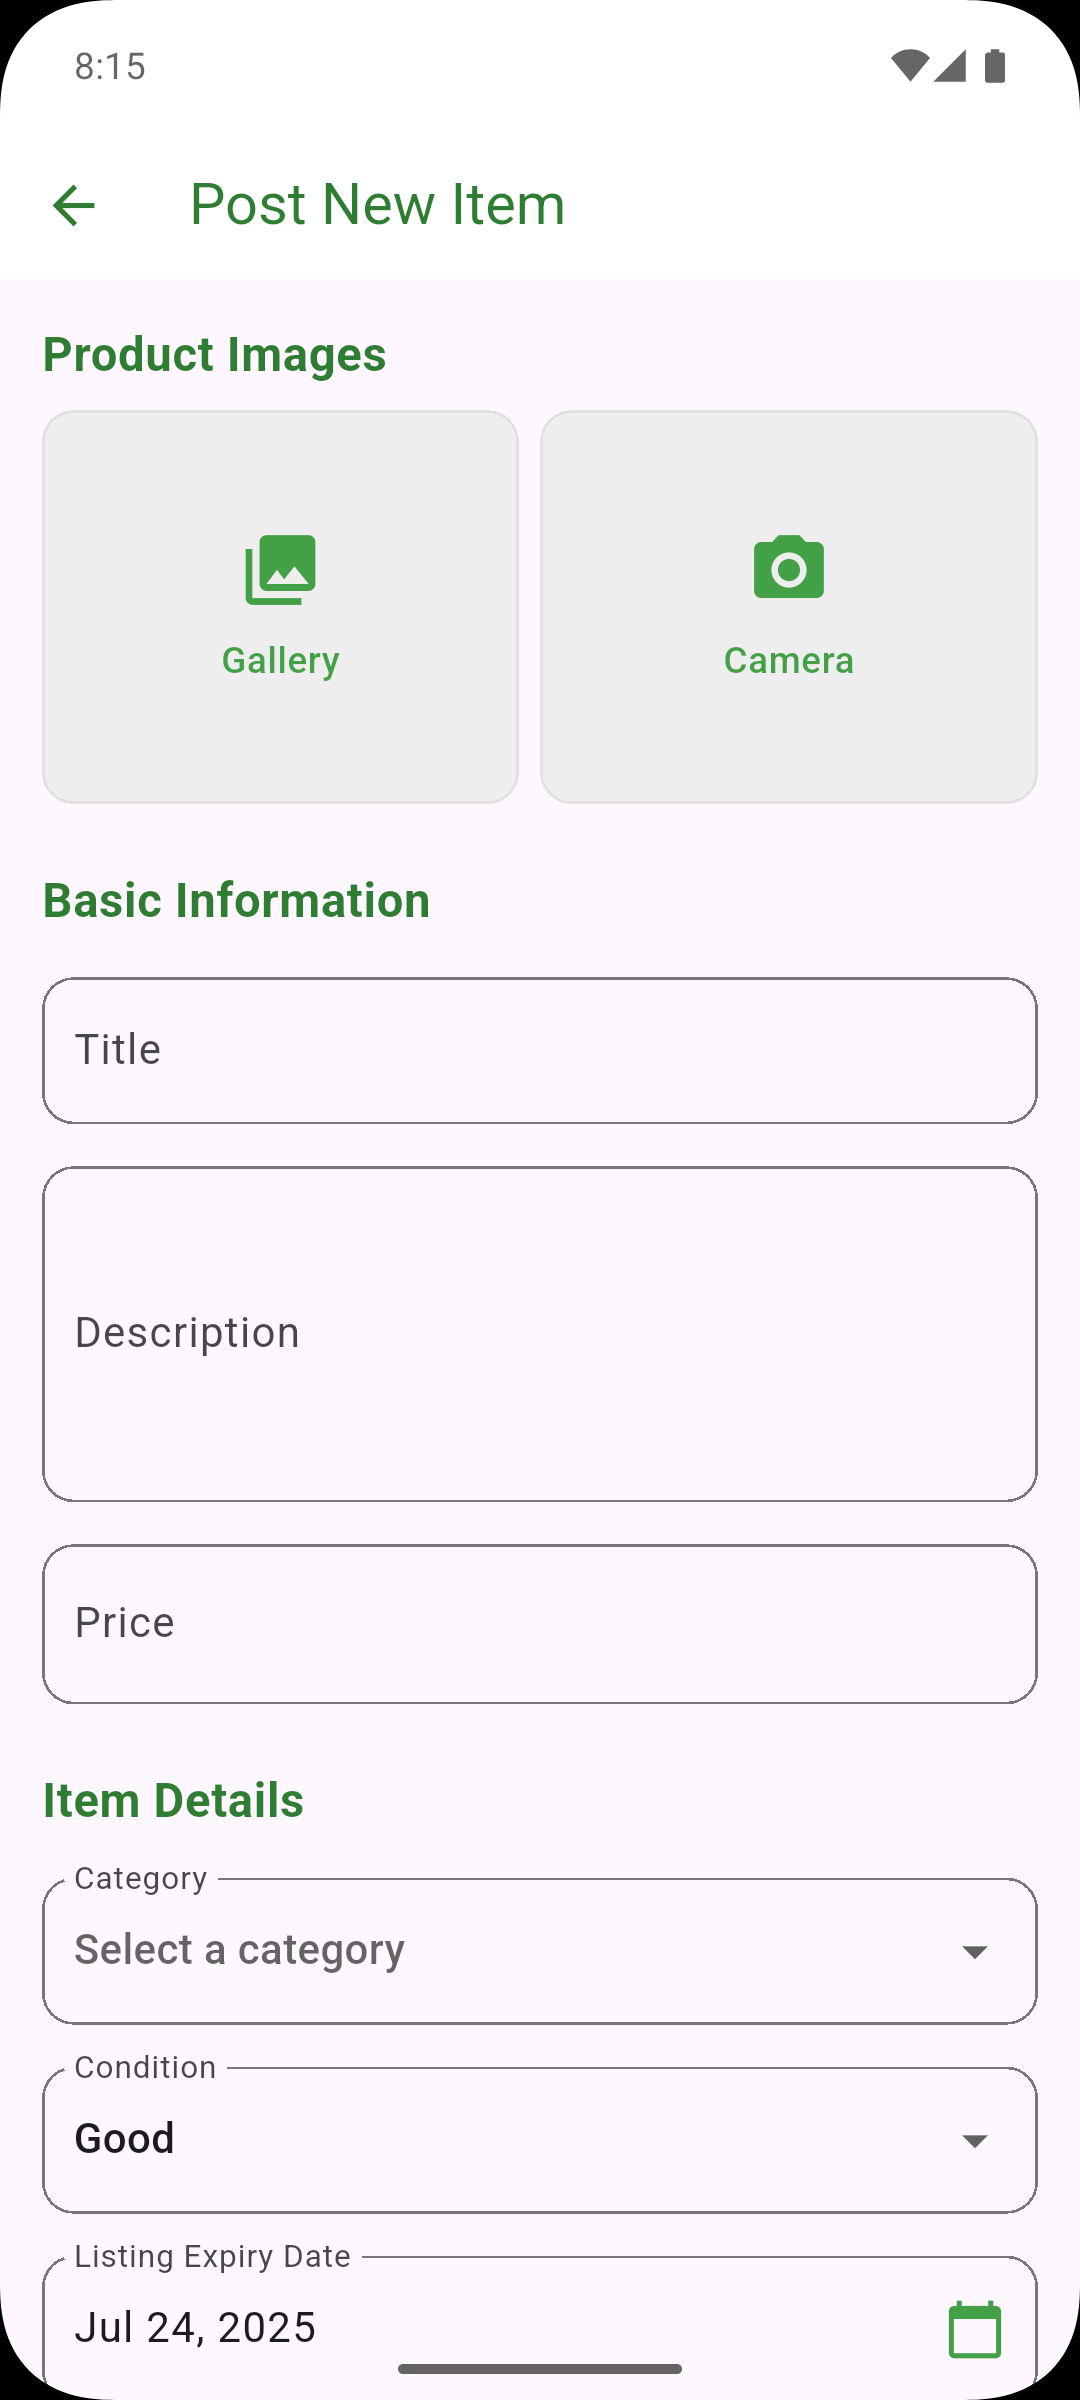 8:15
Post New Item
Product Images
Gallery
Camera
Basic Information
Title
Description
Price
Item Details
Category
Select a category
Condition
Good
Listing Expiry Date
Jul 24, 2025